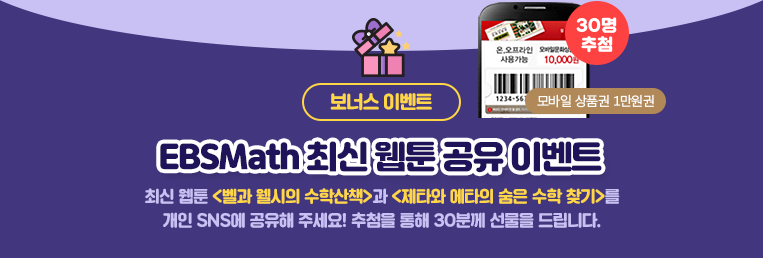 30명
추첨
온,오프라인
사용가능
모바일문화상
10,000원
1234-567
모바일 상품권 1만원권
보너스 이벤트
EBSMath 최신 웹툰 공유 이벤트
최신 웹툰 <벨과 웰시의 수학산책>과 <제타와 에타의 숨은 수학 찾기>를
개인 SNS에 공유해 주세요! 추첨을 통해 30분께 선물을 드립니다.